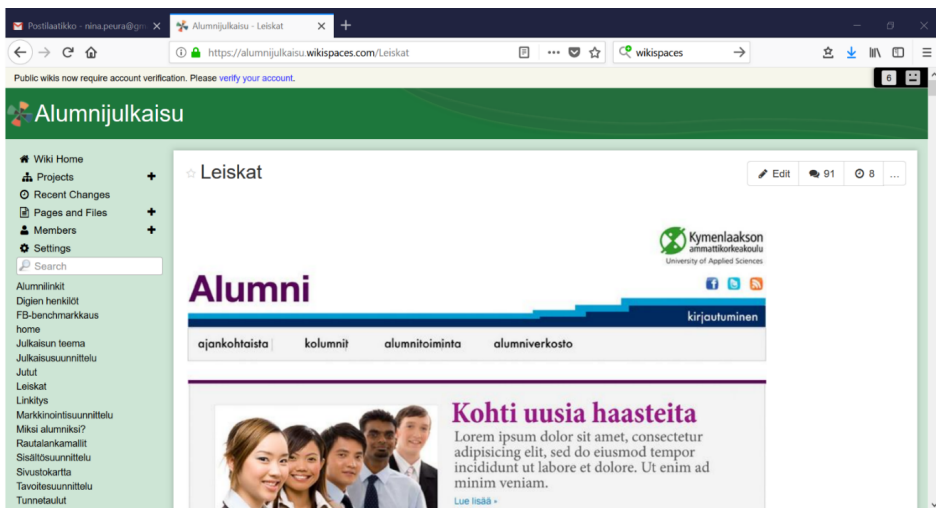 Postilaatikko - nina.peura@gm
Alumnijulkaisu - Leiskat
https://alumnijulkaisu.wikispaces.com/Leiskat
wikispaces
Public wikis now require account verification. Please verify your account.
6
Alumnijulkaisu
Wiki Home
Projects
Recent Changes
Pages and Files
Members
Settings
Search
Alumnilinkit
Digien henkilöt
FB-benchmarkkaus
home
Julkaisun teema
Julkaisusuunnittelu
Jutut
Leiskat
Linkitys
Markkinointisuunnittelu
Miksi alumniksi?
Rautalankamallit
Sisältösuunnittelu
Sivustokartta
Tavoitesuunnittelu
Tunnetaulut
Leiskat
Edit 91 8 ...
Kymenlaakson
ammattikorkeakoulu
University of Applied Sciences
Alumni
kirjautuminen
ajankohtaista kolumnit alumnitoiminta alumniverkosto
Kohti uusia haasteita
Lorem ipsum dolor sit amet, consectetur
adipisicing elit, sed do eiusmod tempor
incididunt ut labore et dolore. Ut enim ad
minim veniam.
Lue lisää